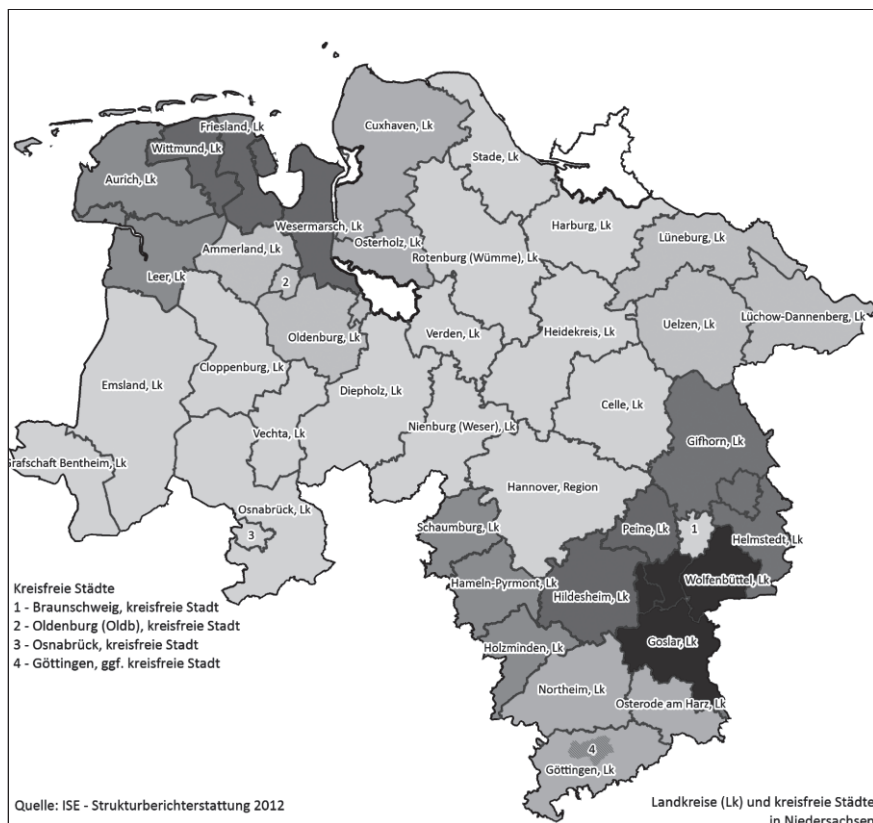 Friesland, Lk
Cuxhaven, Lk
Wittmund, Lk
Stade, Lk
Aurich, Lk
Wesermarsch, Lk
Harburg, Lk
Lüneburg, Lk
Osterholz, Lk
Ammerland, Lk
Rotenburg (Wümme), Lk
Leer, Lk
2
Lüchow-Dannenberg, Lk
Uelzen, Lk
Heidekreis, Lk
Verden, Lk
Oldenburg, Lk
Cloppenburg, Lk
Emsland, Lk
Diepholz, Lk
Celle, Lk
Nienburg (Weser), Lk
Vechta, Lk
Gifhorn, Lk
Grafschaft Bentheim, Lk
Hannover, Region
Osnabrück, Lk
Schaumburg, Lk
Peine, Lk
1
3
Helmstedt, Lk
Wolfenbüttel, Lk
Hameln-Pyrmont, Lk
Hildesheim, Lk
Goslar, Lk
Holzminden, Lk
Northeim, Lk
Osterode am Harz, Lk
4
Göttingen, Lk
Kreisfreie Städte
1 - Braunschweig, kreisfreie Stadt
2 - Oldenburg (Oldb), kreisfreie Stadt
3 - Osnabrück, kreisfreie Stadt
4 - Göttingen, ggf. kreisfreie Stadt
Quelle: ISE - Strukturberichterstattung 2012
Landkreise (Lk) und kreisfreie Städte
in Niedersachsen